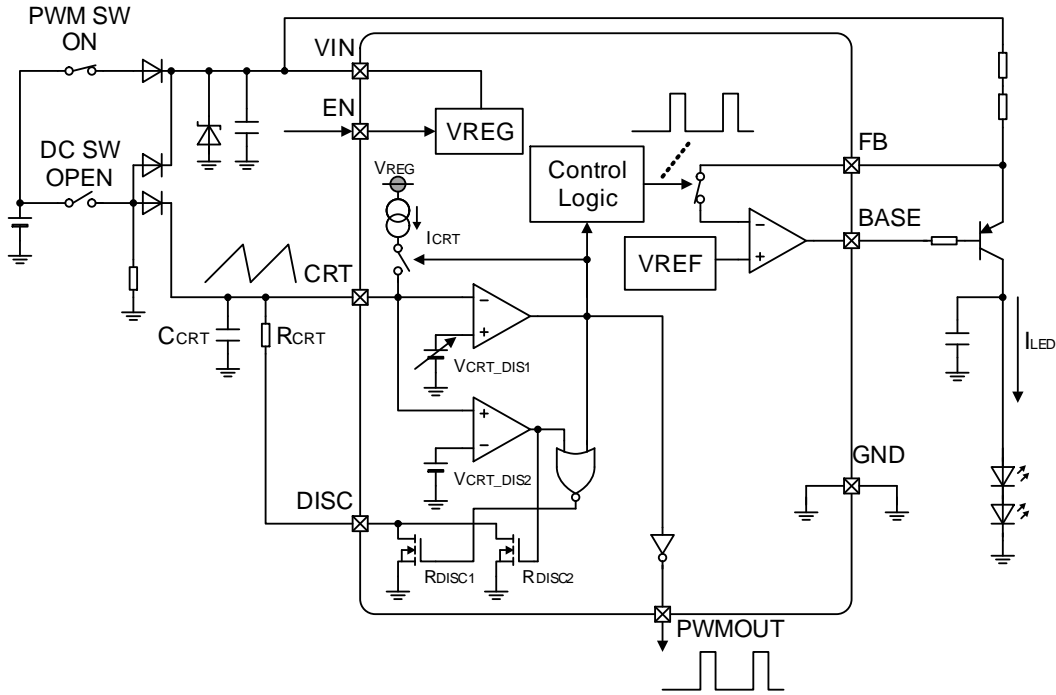 PWM SW
ON
VIN
EN
VREG
FB
DC SW
OPEN
VREG
Control
Logic
BASE
ICRT
VREF
CRT
CCRT
RCRT
VCRT_DIS1
ILED
VCRT_DIS2
GND
DISC
RDISC1
RDISC2
PWMOUT